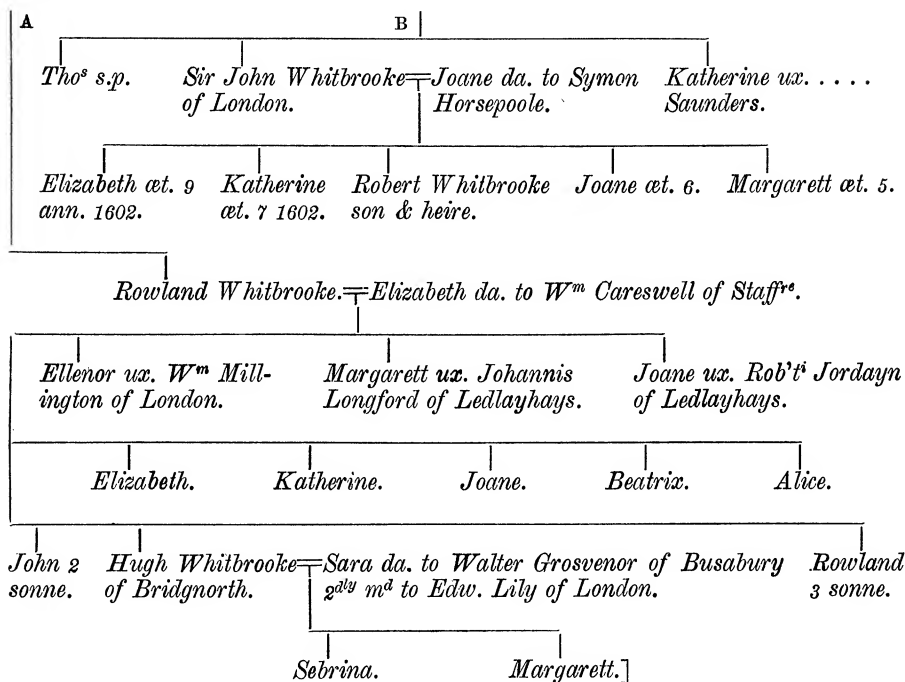 A B
Thoˢ s.p. Sir John Whitbrooke Joane da. to Symon Katherine ux. . . . . .
of London. Horsepoole. Saunders.
Elizabeth æt. 9 Katherine Robert Whitbrooke Joane æt. 6. Margarett æt. 5.
ann. 1602. æt. 7 1602. son & heire.
Rowland Whitbrooke. Elizabeth da. to Wᵐ Careswell of Staffʳᵉ.
Ellenor ux. Wᵐ Mill- Margarett ux. Johannis Joane ux. Rob'tⁱ Jordayn
ington of London. Longford of Ledlayhays. of Ledlayhays.
Elizabeth. Katherine. Joane. Beatrix. Alice.
John 2 Hugh Whitbrooke Sara da. to Walter Grosvenor of Busabury Rowland
sonne. of Bridgnorth. 2ᵈˡʸ mᵈ to Edw. Lily of London. 3 sonne.
Sebrina. Margarett.]